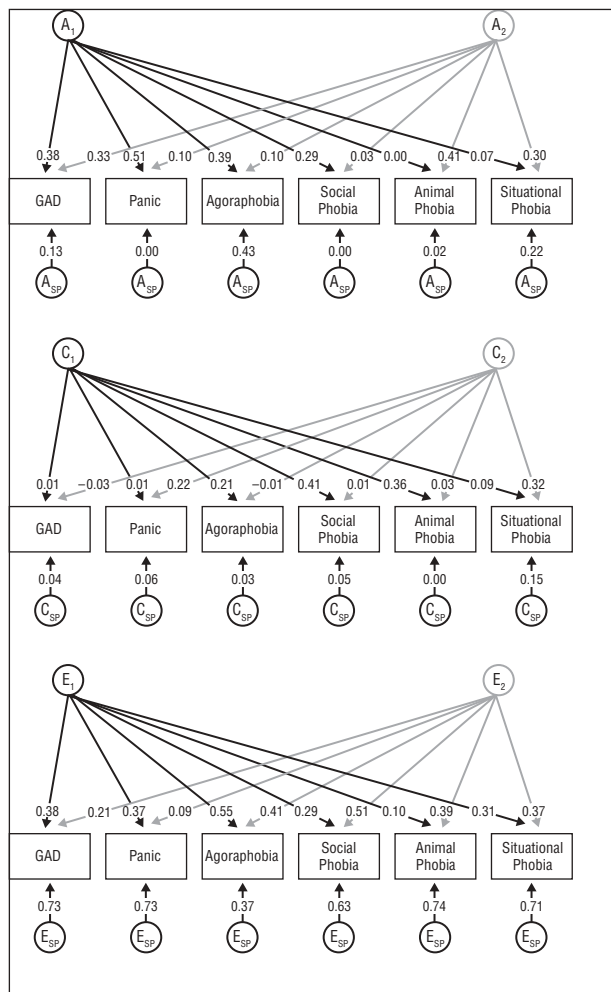 A1 A2
0.38 0.33 0.51 0.10 0.39 0.10 0.29 0.03 0.00 0.41 0.07 0.30
GAD Panic Agoraphobia Social Phobia Animal Phobia Situational Phobia
0.13 0.00 0.43 0.00 0.02 0.22
ASP ASP ASP ASP ASP ASP
C1 C2
0.01 −0.03 0.01 0.22 0.21 −0.01 0.41 0.01 0.36 0.03 0.09 0.32
GAD Panic Agoraphobia Social Phobia Animal Phobia Situational Phobia
0.04 0.06 0.03 0.05 0.00 0.15
CSP CSP CSP CSP CSP CSP
E1 E2
0.38 0.21 0.37 0.09 0.55 0.41 0.29 0.51 0.10 0.39 0.31 0.37
GAD Panic Agoraphobia Social Phobia Animal Phobia Situational Phobia
0.73 0.73 0.37 0.63 0.74 0.71
ESP ESP ESP ESP ESP ESP